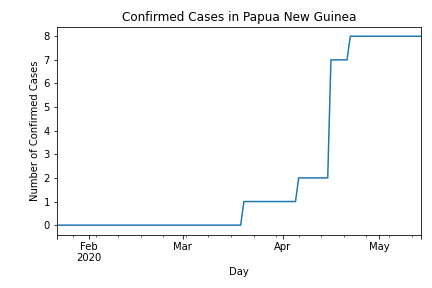 Confirmed Cases in Papua New Guinea
Number of Confirmed Cases
8
7
6
5
4
3
2
1
0
Feb Mar Apr May
2020
Day